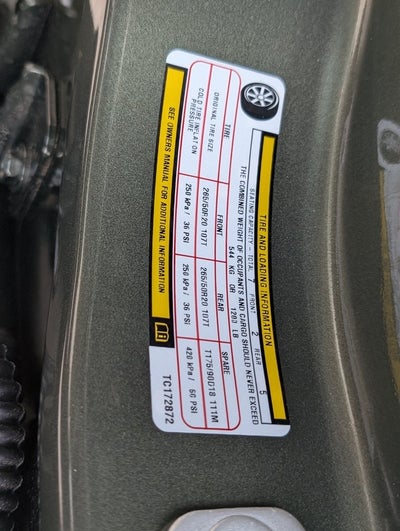 TIRE AND LOADING INFORMATION
SEATING CAPACITY - TOTAL 7 FRONT 2 REAR 5
THE COMBINED WEIGHT OF OCCUPANTS AND CARGO SHOULD NEVER EXCEED
544 KG OR 1200 LB
TIRE FRONT REAR SPARE
ORIGINAL TIRE SIZE 265/50R20 107T 265/50R20 107T T175/90D18 111M
COLD TIRE INFLATION PRESSURE 250 kPa / 36 PSI 250 kPa / 36 PSI 420 kPa / 60 PSI
SEE OWNERS MANUAL FOR ADDITIONAL INFORMATION
TC172872